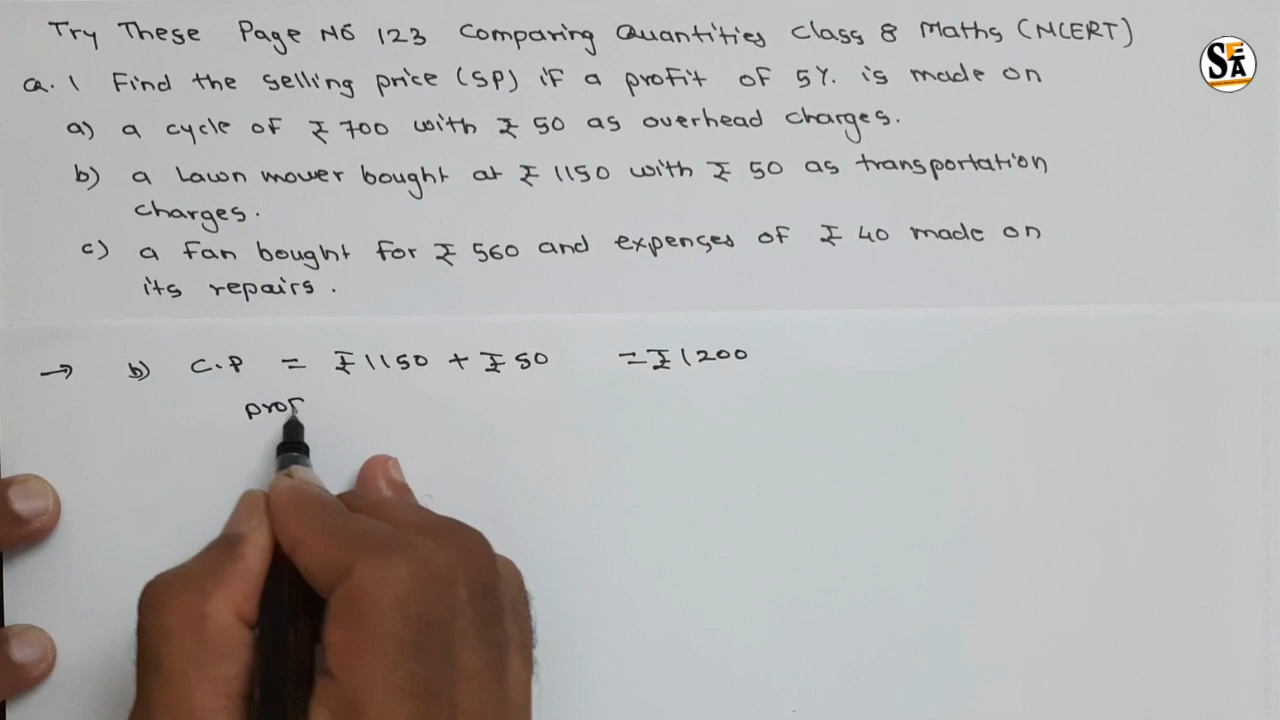 Try These Page No 123 Comparing Quantities Class 8 Maths (NCERT)
Q.1 Find the selling price (SP) if a profit of 5% is made on
a) a cycle of ₹700 with ₹50 as overhead charges.
b) a lawn mower bought at ₹1150 with ₹50 as transportation
charges.
c) a fan bought for ₹560 and expenses of ₹40 made on
its repairs.
→ b) C.P = ₹1150 + ₹50 = ₹1200
prof
SFA